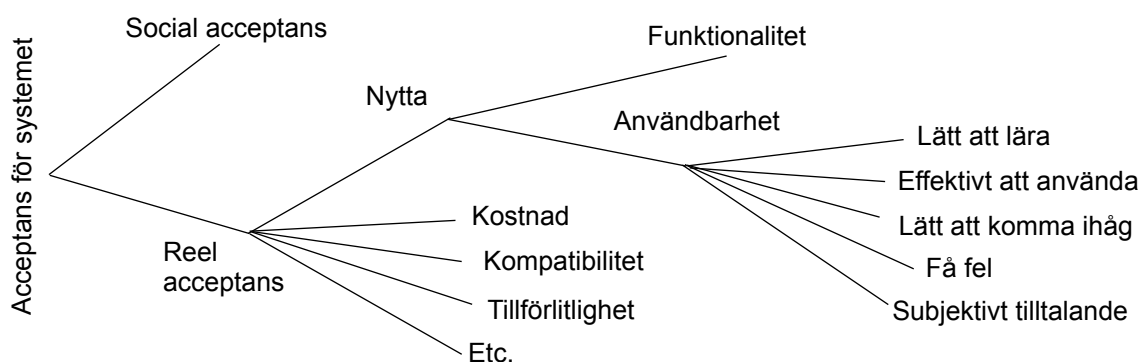 Acceptans för systemet
Social acceptans
Reel
acceptans
Nytta
Kostnad
Kompatibilitet
Tillförlitlighet
Etc.
Funktionalitet
Användbarhet
Lätt att lära
Effektivt att använda
Lätt att komma ihåg
Få fel
Subjektivt tilltalande